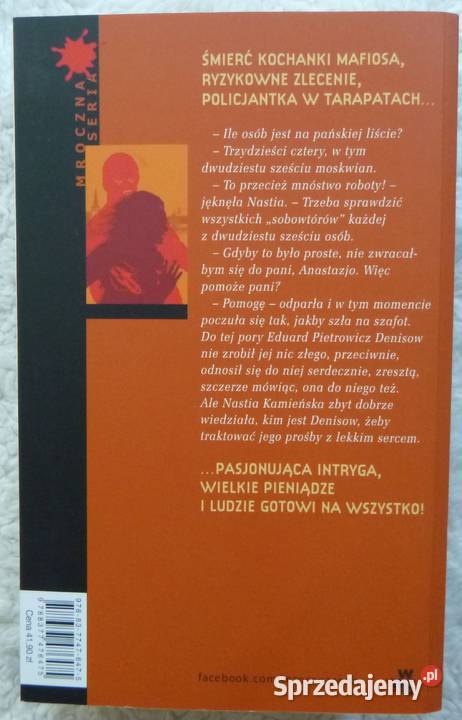 MROCZNA
SERIA
ŚMIERĆ KOCHANKI MAFIOSA,
RYZYKOWNE ZLECENIE,
POLICJANTKA W TARAPATACH...
– Ile osób jest na pańskiej liście?
– Trzydzieści cztery, w tym
dwudziestu sześciu moskwian.
– To przecież mnóstwo roboty! –
jęknęła Nastia. – Trzeba sprawdzić
wszystkich „sobowtórów” każdej
z dwudziestu sześciu osób.
– Gdyby to było proste, nie zwracał-
bym się do pani, Anastazjo. Więc
pomoże pani?
– Pomogę – odparła i w tym momencie
poczuła się tak, jakby szła na szafot.
Do tej pory Eduard Pietrowicz Denisow
nie zrobił jej nic złego, przeciwnie,
odnosił się do niej serdecznie, zresztą,
szczerze mówiąc, ona do niego też.
Ale Nastia Kamieńska zbyt dobrze
wiedziała, kim jest Denisow, żeby
traktować jego prośby z lekkim sercem.
...PASJONUJĄCA INTRYGA,
WIELKIE PIENIĄDZE
I LUDZIE GOTOWI NA WSZYSTKO!
978-83-7747-647-5
9788377476475
Cena 41,90 zł
facebook.com
Sprzedajemy.pl